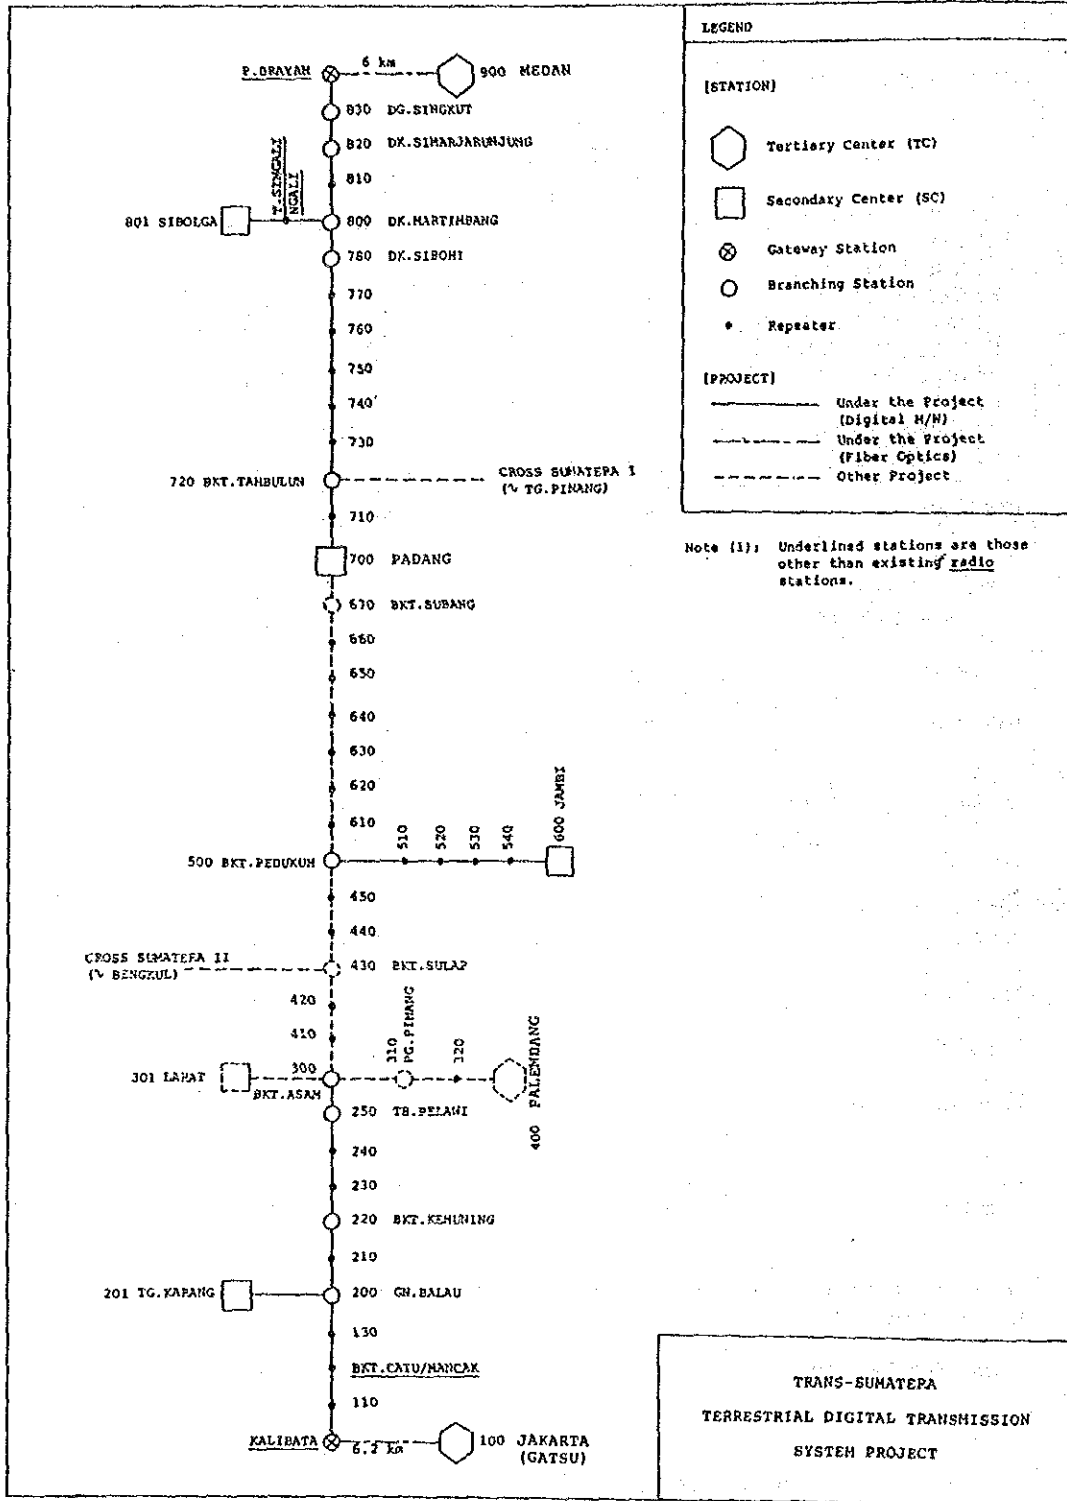 LEGEND
[STATION]
Tertiary Center (TC)
Secondary Center (SC)
Gateway Station
Branching Station
Repeater
[PROJECT]
Under the Project
(Digital M/W)
Under the Project
(Fiber Optics)
Other Project
Note (1); Underlined stations are those
other than existing radio
stations.
P.BRAYAN
6 km
900 MEDAN
830 DG.SINGKUT
820 DK.SIMARJARUNJUNG
810
T.SINGALI
NGALI
801 SIBOLGA
800 DK.MARTIMBANG
780 DK.SIBOHI
770
760
750
740
730
720 BKT.TAMBULUN
CROSS SUMATERA I
(∿ TG.PINANG)
710
700 PADANG
670 BKT.SUBANG
660
650
640
630
620
610
500 BKT.PEDUKUH
510
520
530
540
600 JAMBI
450
440
CROSS SUMATERA II
(∿ BENGKUL)
430 BKT.SULAP
420
410
300
BKT.ASAM
301 LAHAT
310
PG.PINANG
320
400 PALEMBANG
250 TB.PELAWI
240
230
220 BKT.KEMUNING
210
201 TG.KARANG
200 GN.BALAU
130
BKT.CATU/MANCAK
110
KALIBATA
6.2 km
100 JAKARTA
(GATSU)
TRANS-SUMATERA
TERRESTRIAL DIGITAL TRANSMISSION
SYSTEM PROJECT